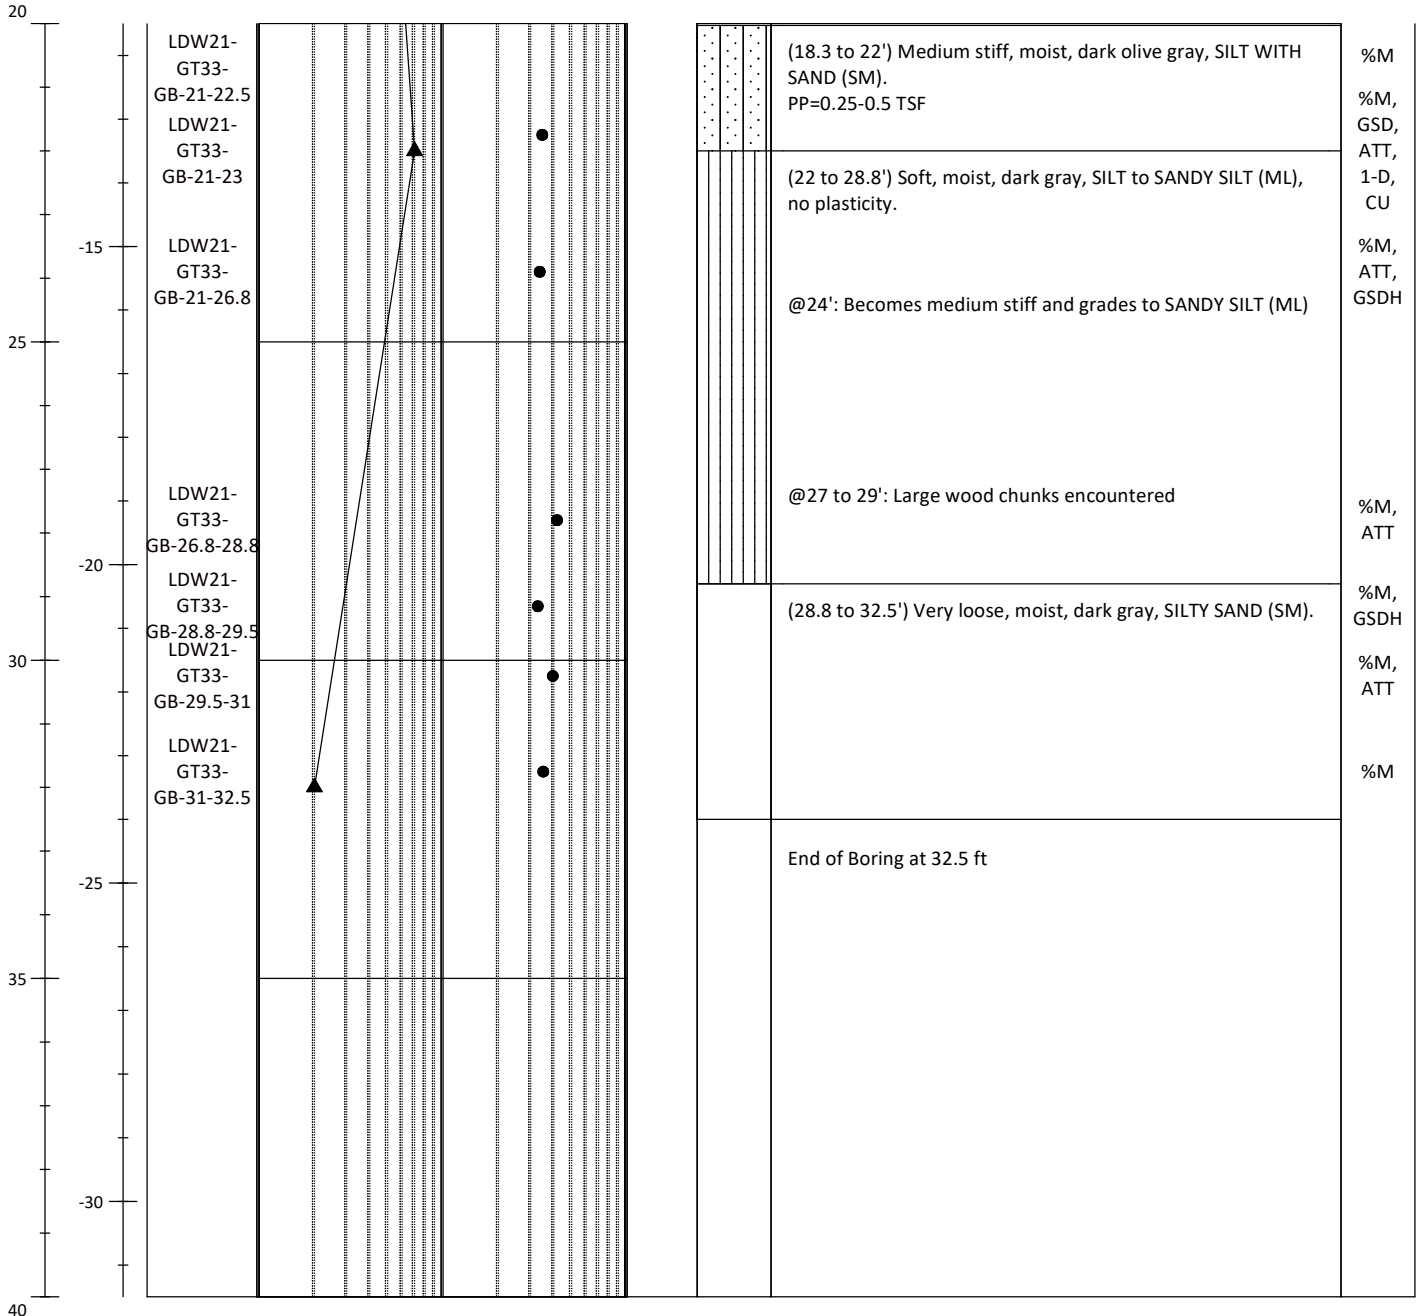 20
LDW21-
GT33-
GB-21-22.5
LDW21-
GT33-
GB-21-23
-15
LDW21-
GT33-
GB-21-26.8
25
LDW21-
GT33-
GB-26.8-28.8
-20
LDW21-
GT33-
GB-28.8-29.5
LDW21-
30
GT33-
GB-29.5-31
LDW21-
GT33-
GB-31-32.5
-25
35
-30
40
(18.3 to 22') Medium stiff, moist, dark olive gray, SILT WITH
SAND (SM).
PP=0.25-0.5 TSF
(22 to 28.8') Soft, moist, dark gray, SILT to SANDY SILT (ML),
no plasticity.
@24': Becomes medium stiff and grades to SANDY SILT (ML)
@27 to 29': Large wood chunks encountered
(28.8 to 32.5') Very loose, moist, dark gray, SILTY SAND (SM).
End of Boring at 32.5 ft
%M
%M,
GSD,
ATT,
1-D,
CU
%M,
ATT,
GSDH
%M,
ATT
%M,
GSDH
%M,
ATT
%M